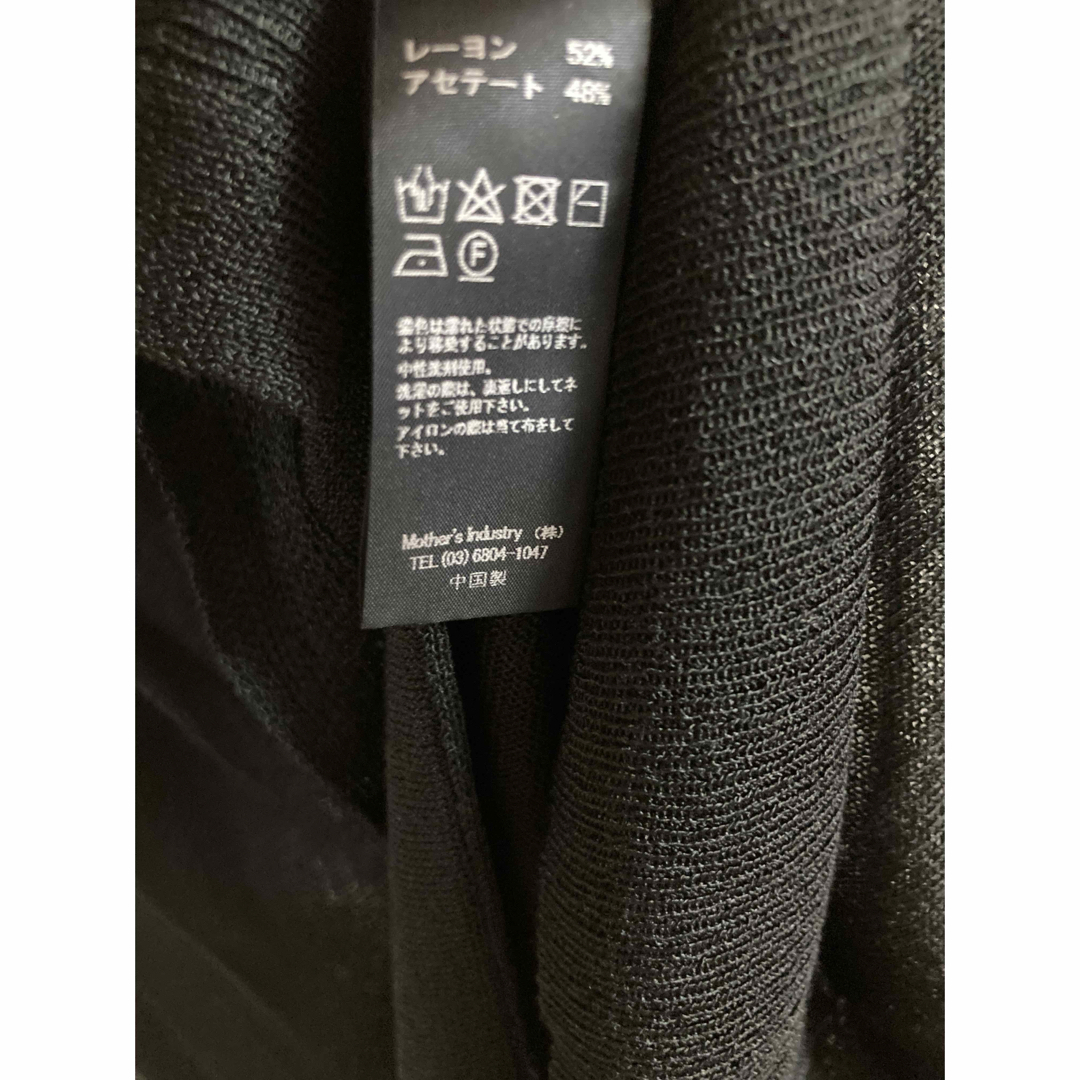 レーヨン 52%
アセテート 48%
F
濃色は濡れた状態での摩擦に
より移染することがあります。
中性洗剤使用。
洗濯の際は、裏返しにしてネ
ットをご使用下さい。
アイロンの際は当て布をして
下さい。
Mother's Industry (株)
TEL (03) 6804-1047
中国製